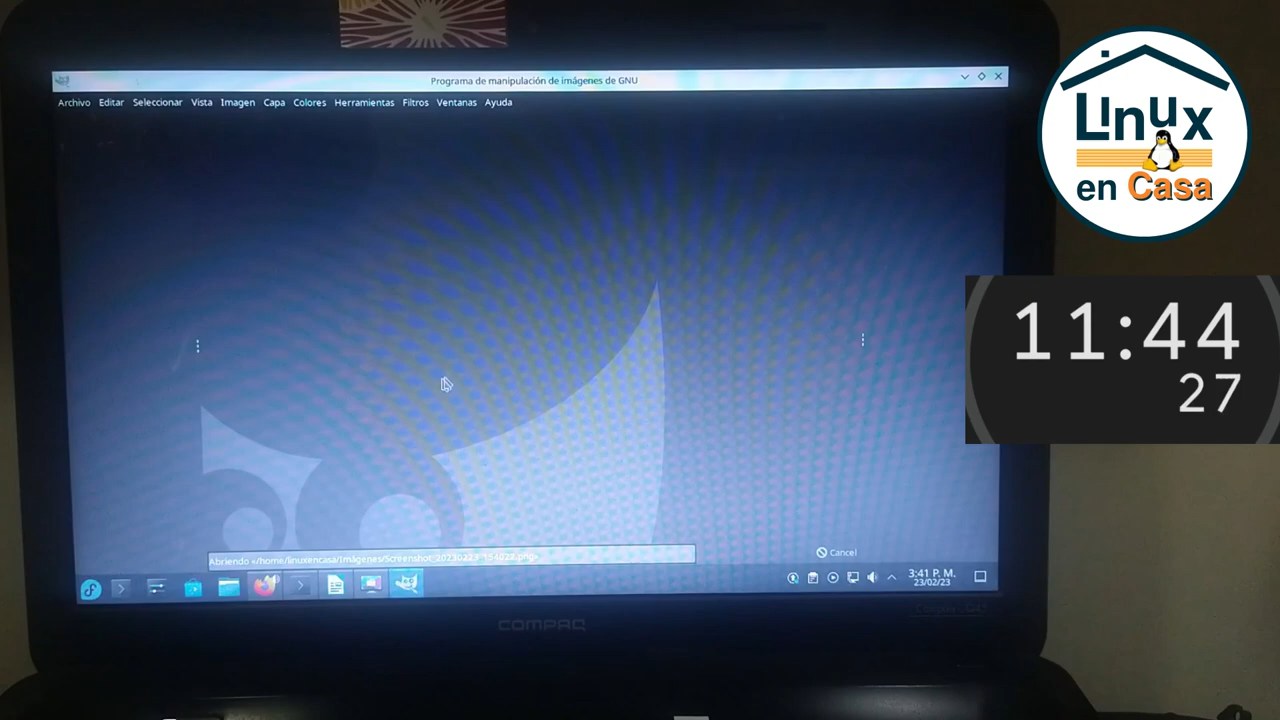 Programa de manipulación de imágenes de GNU
Archivo Editar Seleccionar Vista Imagen Capa Colores Herramientas Filtros Ventanas Ayuda
Linux
en Casa
11:44
27
Cancel
3:41 P. M.
23/02/23
COMPAQ